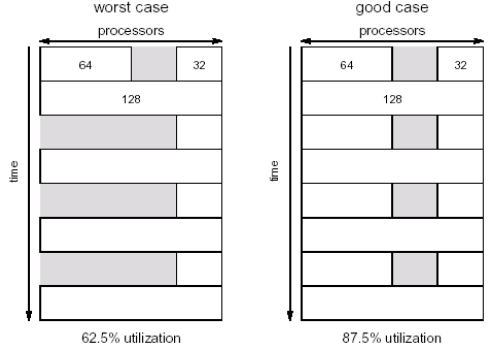 worst case
good case
processors
processors
64
32
64
32
128
128
time
time
62.5% utilization
87.5% utilization